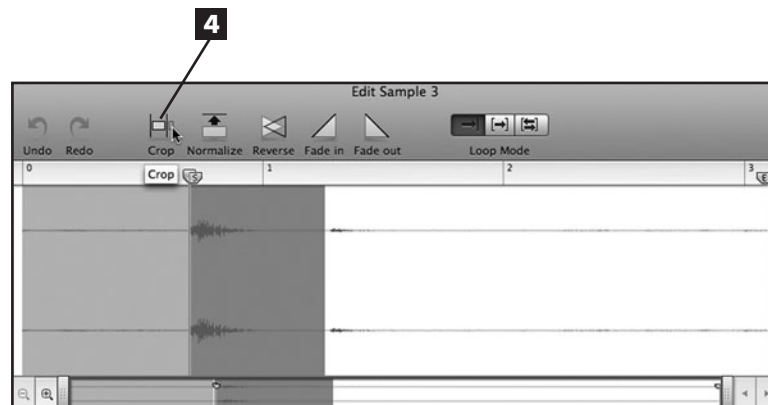 4
Edit Sample 3
Undo Redo Crop Normalize Reverse Fade in Fade out Loop Mode
0 1 2 3
Crop S E